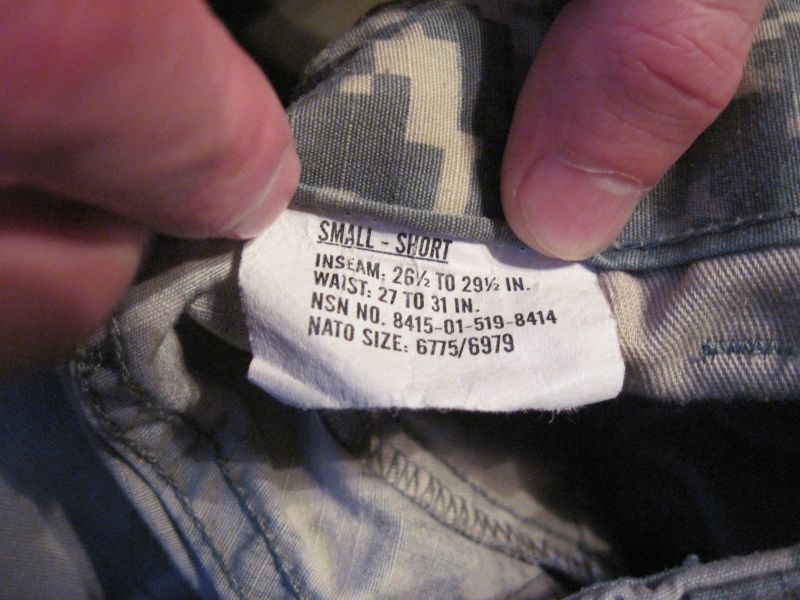 SMALL - SHORT
INSEAM: 26½ TO 29½ IN.
WAIST: 27 TO 31 IN.
NSN NO. 8415-01-519-8414
NATO SIZE: 6775/6979